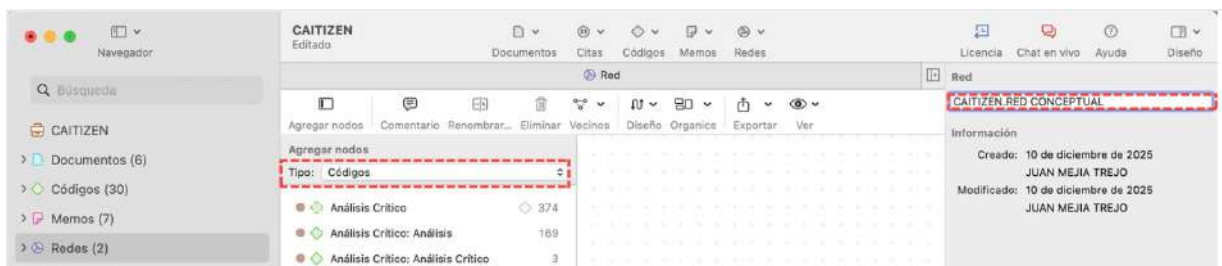 Navegador
Búsqueda
CAITIZEN
Documentos (6)
Códigos (30)
Memos (7)
Redes (2)
CAITIZEN
Editado
Documentos Citas Códigos Memos Redes
Licencia Chat en vivo Ayuda Diseño
Red
Agregar nodos Comentario Renombrar... Eliminar Vecinos Diseño Organice Exportar Ver
Agregar nodos
Tipo: Códigos
Análisis Crítico 374
Análisis Crítico: Análisis 169
Análisis Crítico: Análisis Crítico 3
Red
CAITIZEN.RED CONCEPTUAL
Información
Creado: 10 de diciembre de 2025
JUAN MEJIA TREJO
Modificado: 10 de diciembre de 2025
JUAN MEJIA TREJO